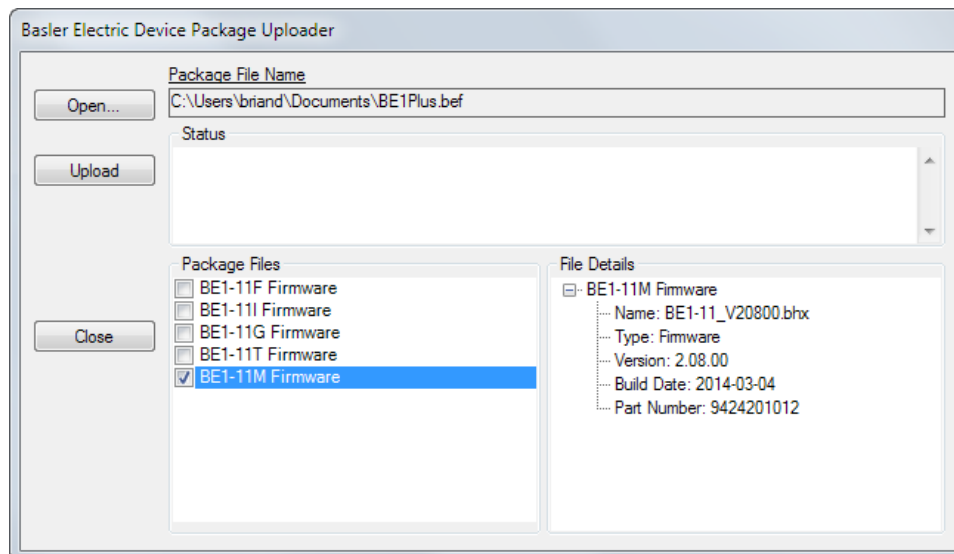 Basler Electric Device Package Uploader
Package File Name
Open...
C:\Users\briand\Documents\BE1Plus.bef
Status
Upload
Package Files
BE1-11F Firmware
BE1-11I Firmware
BE1-11G Firmware
BE1-11T Firmware
BE1-11M Firmware
Close
File Details
BE1-11M Firmware
Name: BE1-11_V20800.bhx
Type: Firmware
Version: 2.08.00
Build Date: 2014-03-04
Part Number: 9424201012